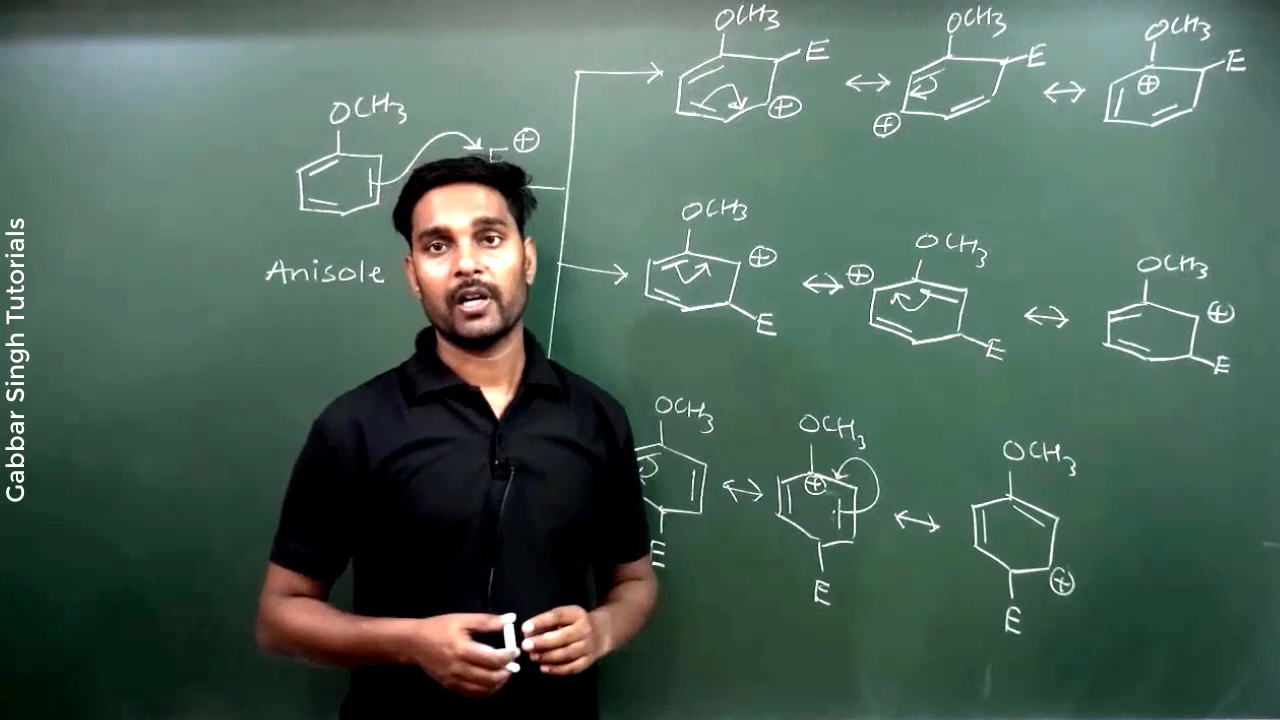 Gabbar Singh Tutorials
OCH3
⊕
Anisole
OCH3
E
⊕
↔
OCH3
E
⊕
↔
OCH3
E
⊕
OCH3
⊕
E
↔
OCH3
⊕
E
↔
OCH3
⊕
E
OCH3
E
↔
OCH3
⊕
E
↔
OCH3
⊕
E